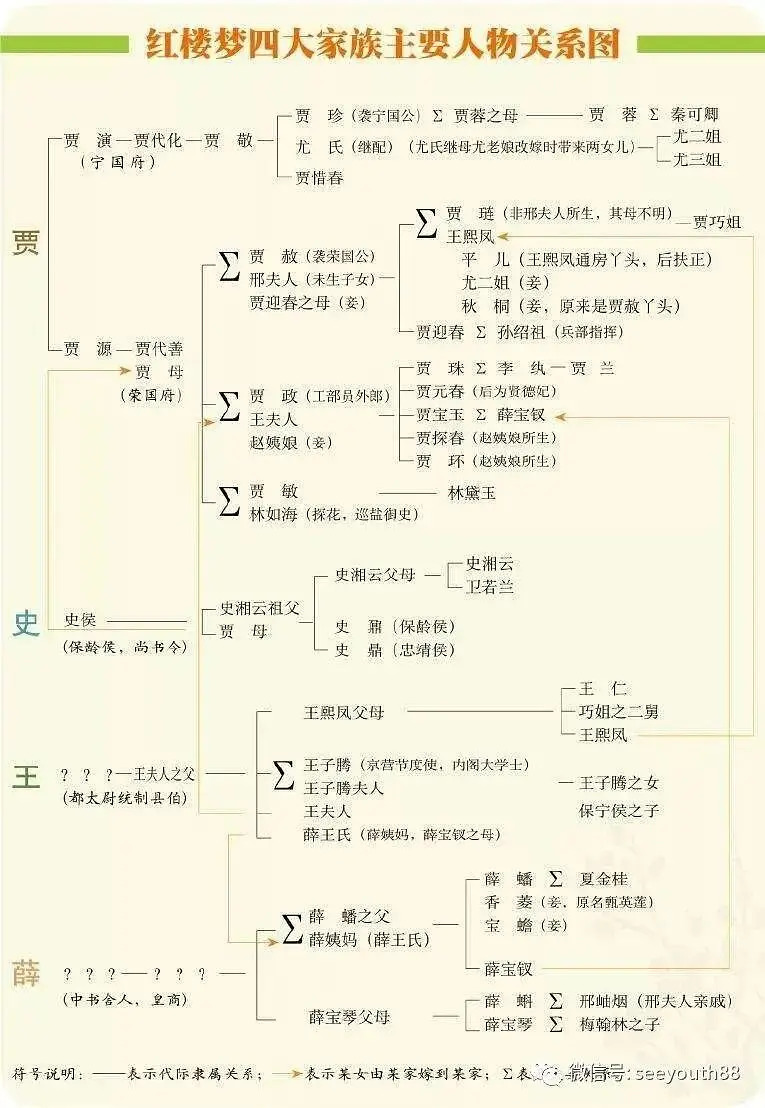 红楼梦四大家族主要人物关系图
贾 珍（袭宁国公）Σ 贾蓉之母 —— 贾 蓉 Σ 秦可卿
贾 演 — 贾代化 — 贾 敬
（宁国府）
尤 氏（继配）（尤氏继母尤老娘改嫁时带来两女儿）
尤二姐
尤三姐
贾惜春
贾
Σ 贾 琏（非邢夫人所生，其母不明）—贾巧姐
王熙凤
平 儿（王熙凤通房丫头，后扶正）
尤二姐（妾）
秋 桐（妾，原来是贾赦丫头）
Σ 贾 赦（袭荣国公）
邢夫人（未生子女）
贾迎春之母（妾）
贾迎春 Σ 孙绍祖（兵部指挥）
贾 源 — 贾代善
贾 母
（荣国府）
贾 珠 Σ 李 纨 — 贾 兰
贾元春（后为贤德妃）
Σ 贾 政（工部员外郎）
王夫人
赵姨娘（妾）
贾宝玉 Σ 薛宝钗
贾探春（赵姨娘所生）
贾 环（赵姨娘所生）
Σ 贾 敏 —— 林黛玉
林如海（探花，巡盐御史）
史湘云父母
史湘云
卫若兰
史
史侯
（保龄侯，尚书令）
史湘云祖父
贾 母
史 鼐（保龄侯）
史 鼎（忠靖侯）
王熙凤父母
王 仁
巧姐之二舅
王熙凤
王
？ ？ ？—王夫人之父
（都太尉统制县伯）
Σ 王子腾（京营节度使，内阁大学士）
王子腾夫人
王子腾之女
保宁侯之子
王夫人
薛王氏（薛姨妈，薛宝钗之母）
薛 蟠 Σ 夏金桂
香 菱（妾，原名甄英莲）
宝 蟾（妾）
Σ 薛 蟠之父
薛姨妈（薛王氏）
薛宝钗
薛
？ ？ ？—？ ？ ？
（中书舍人，皇商）
薛宝琴父母
薛 蝌 Σ 邢岫烟（邢夫人亲戚）
薛宝琴 Σ 梅翰林之子
符号说明：——表示代际隶属关系；→表示某女由某家嫁到某家；Σ表
微信号: seeyouth88